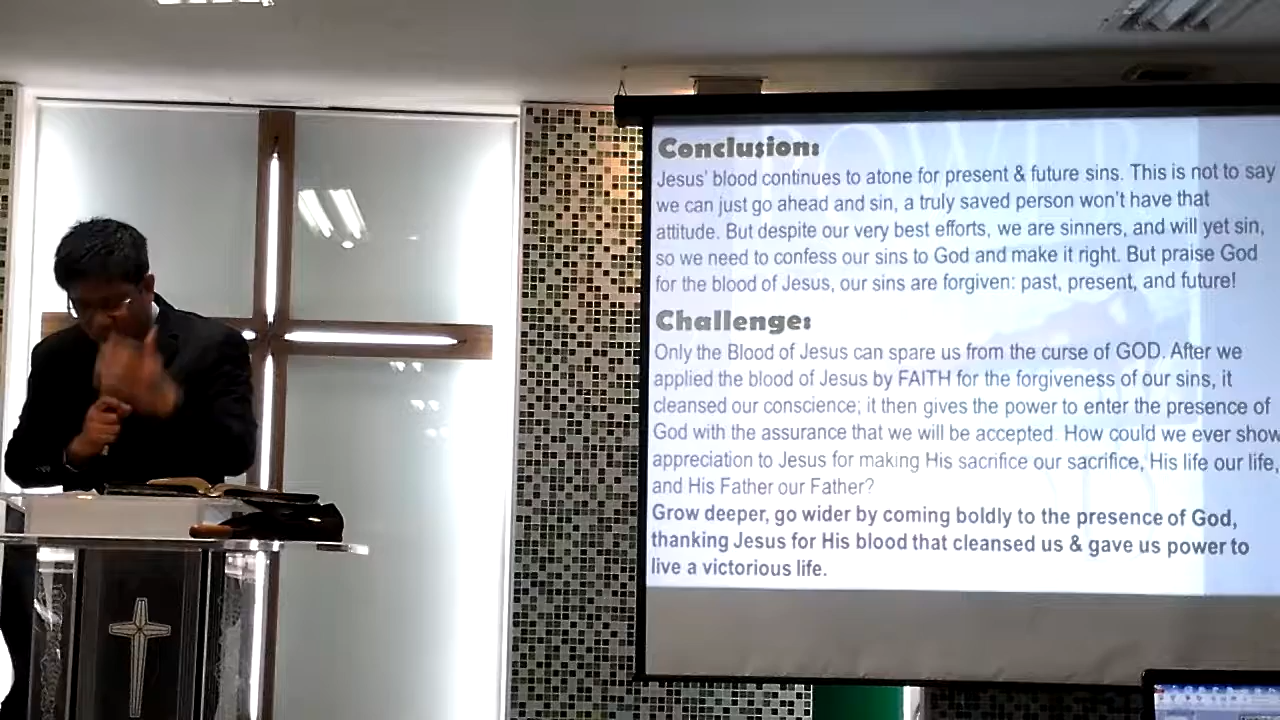 Conclusion:
Jesus' blood continues to atone for present & future sins. This is not to say
we can just go ahead and sin, a truly saved person won't have that
attitude. But despite our very best efforts, we are sinners, and will yet sin,
so we need to confess our sins to God and make it right. But praise God
for the blood of Jesus, our sins are forgiven: past, present, and future!
Challenge:
Only the Blood of Jesus can spare us from the curse of GOD. After we
applied the blood of Jesus by FAITH for the forgiveness of our sins, it
cleansed our conscience; it then gives the power to enter the presence of
God with the assurance that we will be accepted. How could we ever show
appreciation to Jesus for making His sacrifice our sacrifice, His life our life,
and His Father our Father?
Grow deeper, go wider by coming boldly to the presence of God,
thanking Jesus for His blood that cleansed us & gave us power to
live a victorious life.